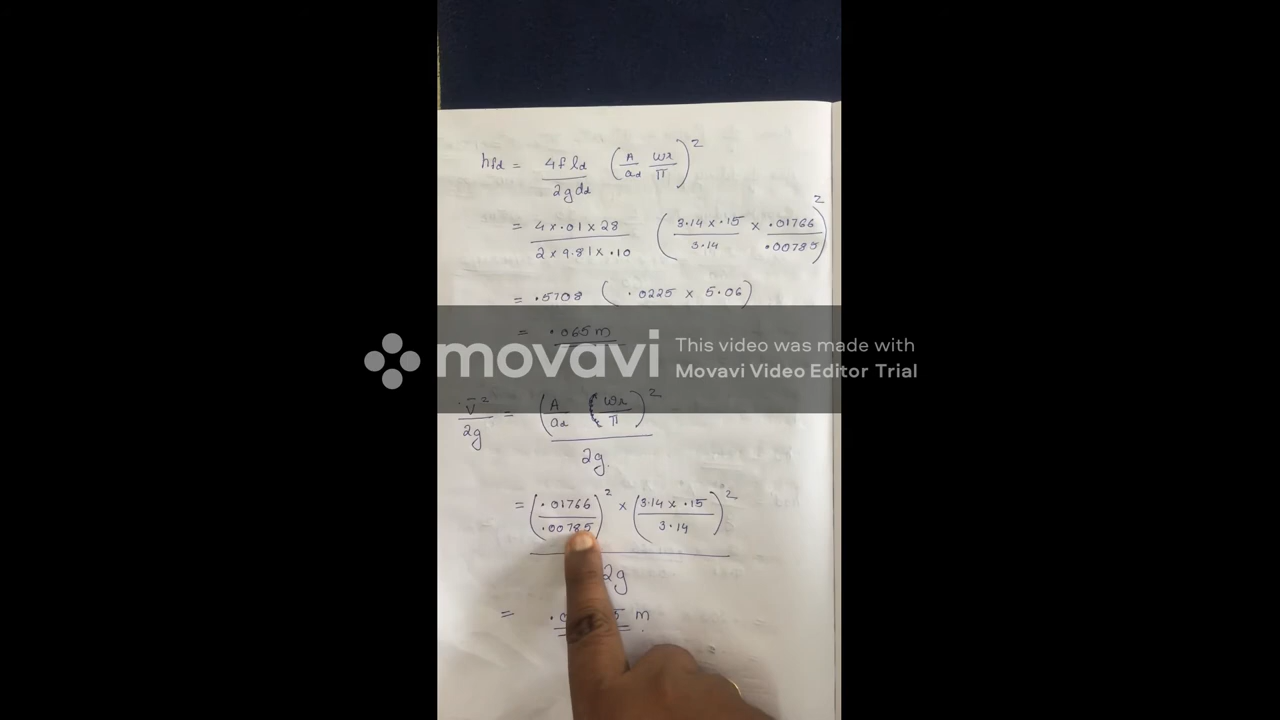 hfd = 4f ld / 2g dd ( A/ad ωr/π )²
= 4 × .01 × 28 / 2 × 9.81 × .10 ( 3.14 × .15 / 3.14 × .01766 / .00785 )²
= .5708 ( .0225 × 5.06 )
= .065 m
movavi
This video was made with
Movavi Video Editor Trial
v̄² / 2g = ( A/ad ( ωr/π )² / 2g.
= ( .01766 / .00785 )² × ( 3.14 × .15 / 3.14 )² / 2g
= m